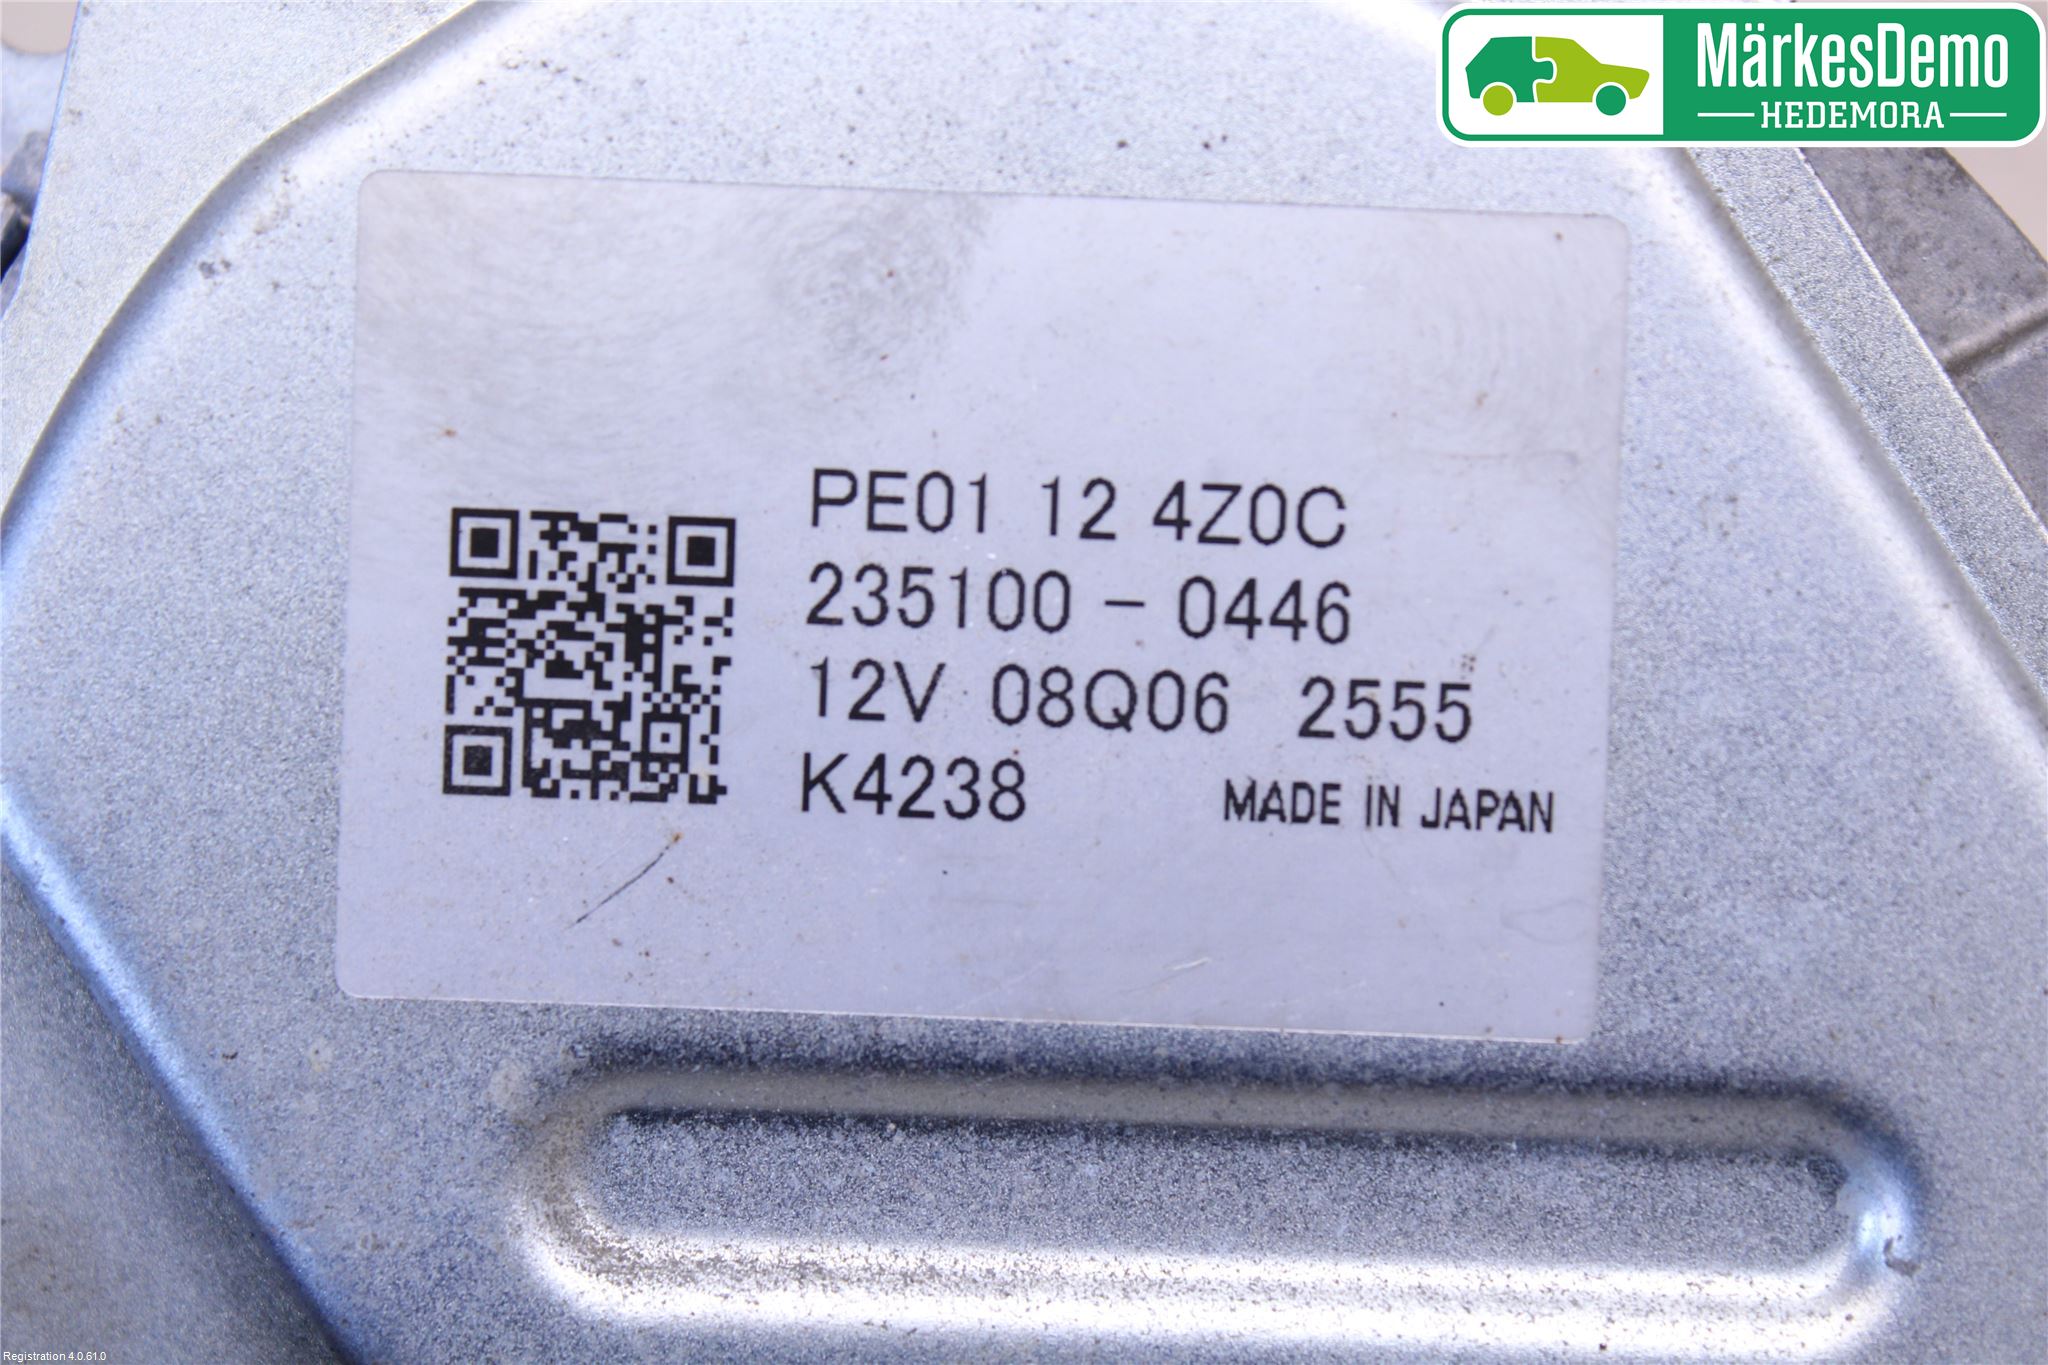 MärkesDemo
HEDEMORA
PE01 12 4Z0C
235100 - 0446
12V 08Q06 2555
K4238 MADE IN JAPAN
Registration 4.0.61.0